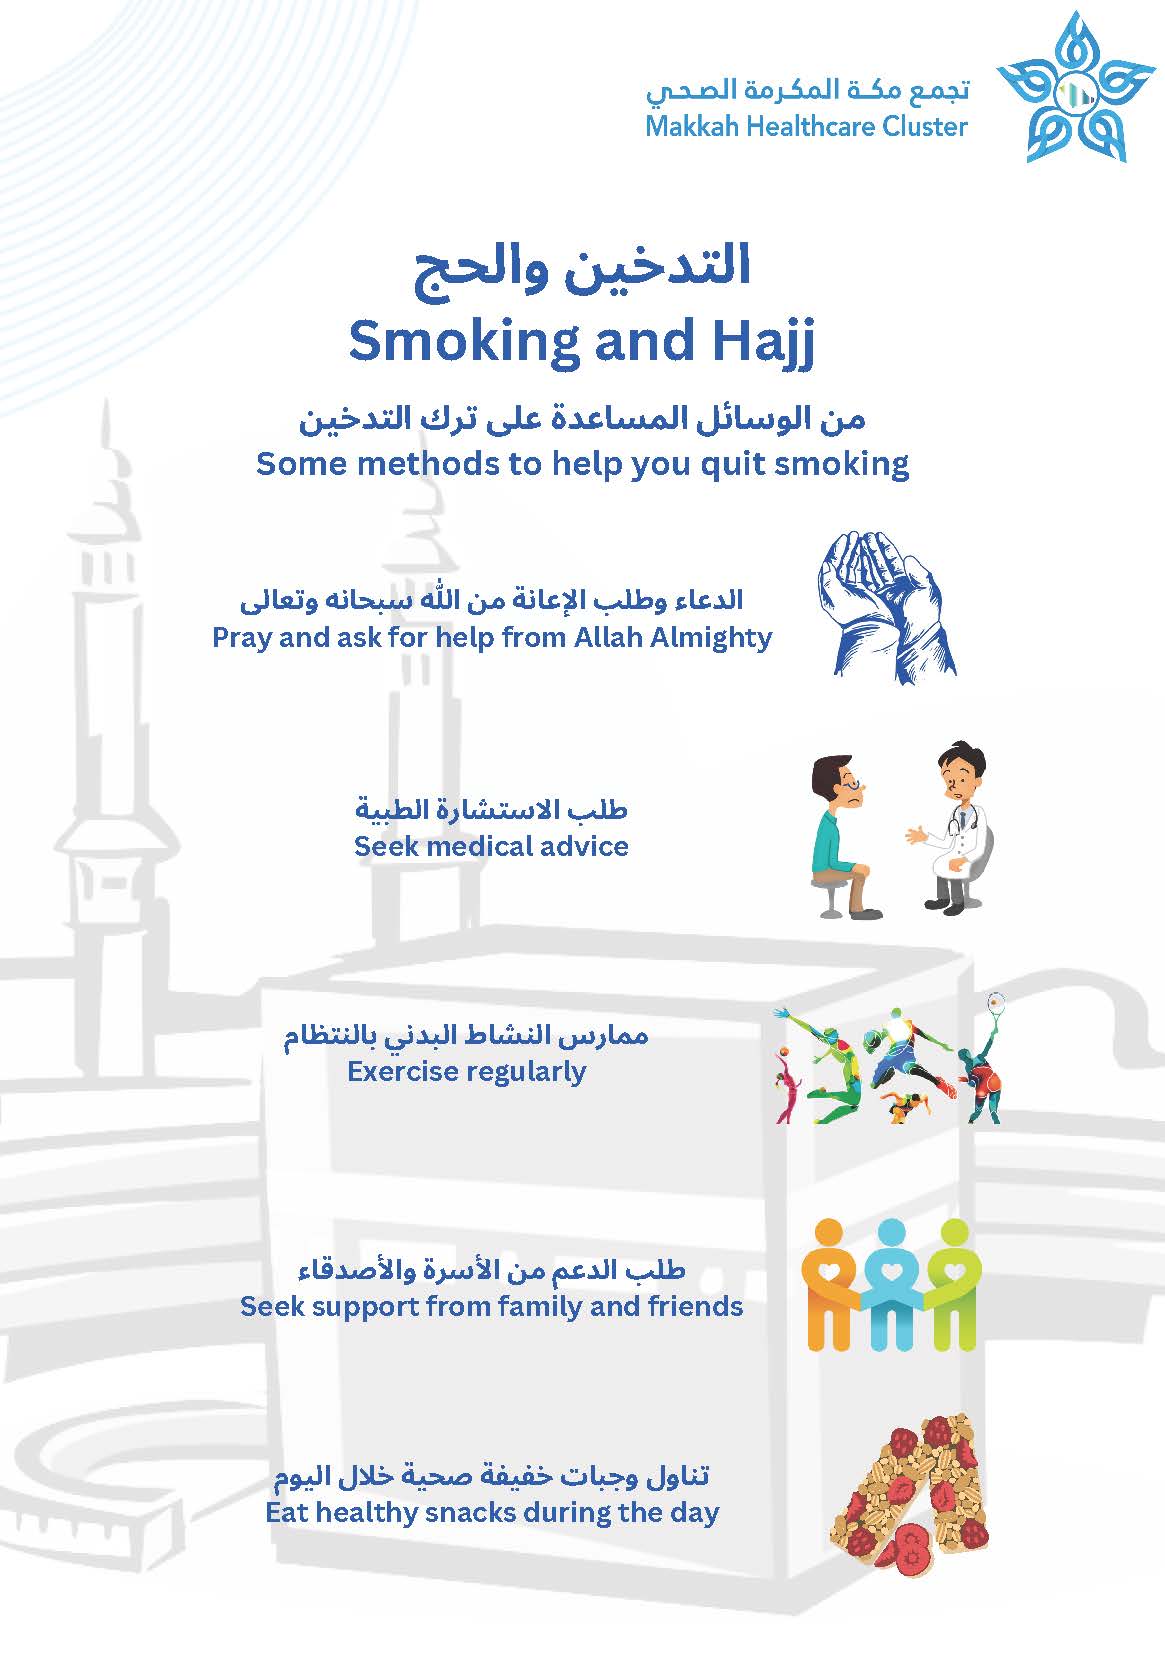 تجمع مكة المكرمة الصحي
Makkah Healthcare Cluster
التدخين والحج
Smoking and Hajj
من الوسائل المساعدة على ترك التدخين
Some methods to help you quit smoking
الدعاء وطلب الإعانة من الله سبحانه وتعالى
Pray and ask for help from Allah Almighty
طلب الاستشارة الطبية
Seek medical advice
ممارس النشاط البدني بالنتظام
Exercise regularly
طلب الدعم من الأسرة والأصدقاء
Seek support from family and friends
تناول وجبات خفيفة صحية خلال اليوم
Eat healthy snacks during the day